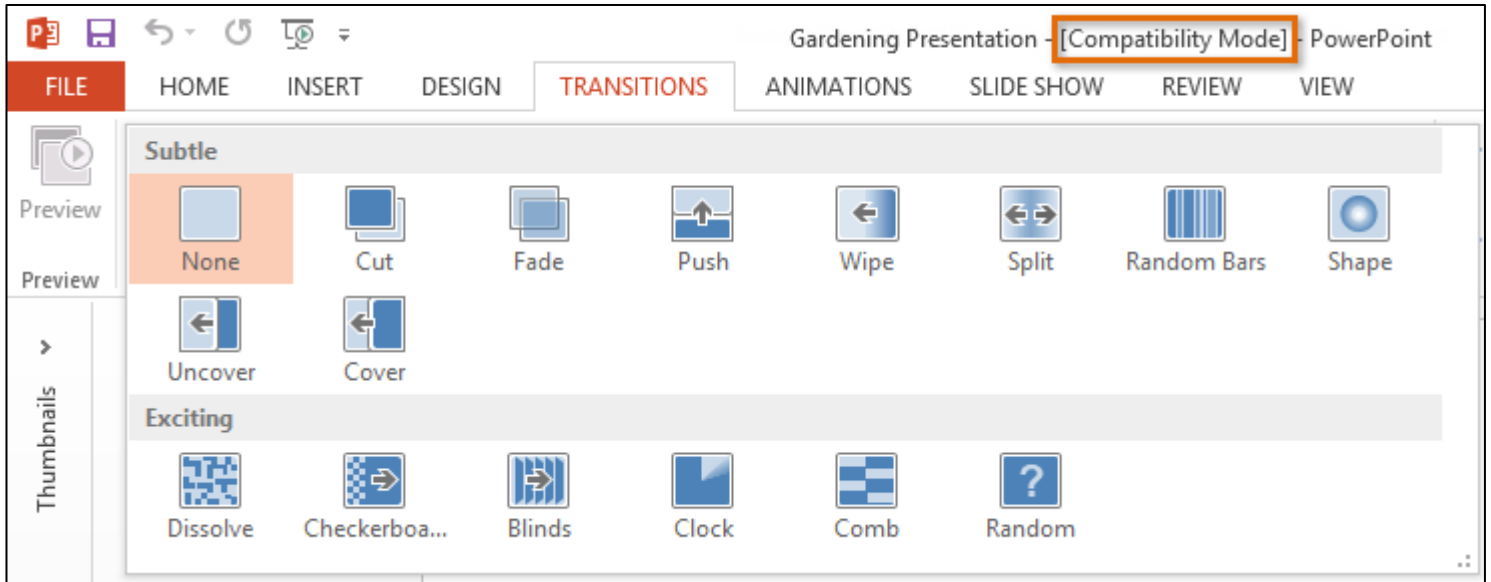 Gardening Presentation - [Compatibility Mode] - PowerPoint
FILE HOME INSERT DESIGN TRANSITIONS ANIMATIONS SLIDE SHOW REVIEW VIEW
Subtle
Preview
None Cut Fade Push Wipe Split Random Bars Shape
Preview
Uncover Cover
Thumbnails
Exciting
Dissolve Checkerboa... Blinds Clock Comb Random